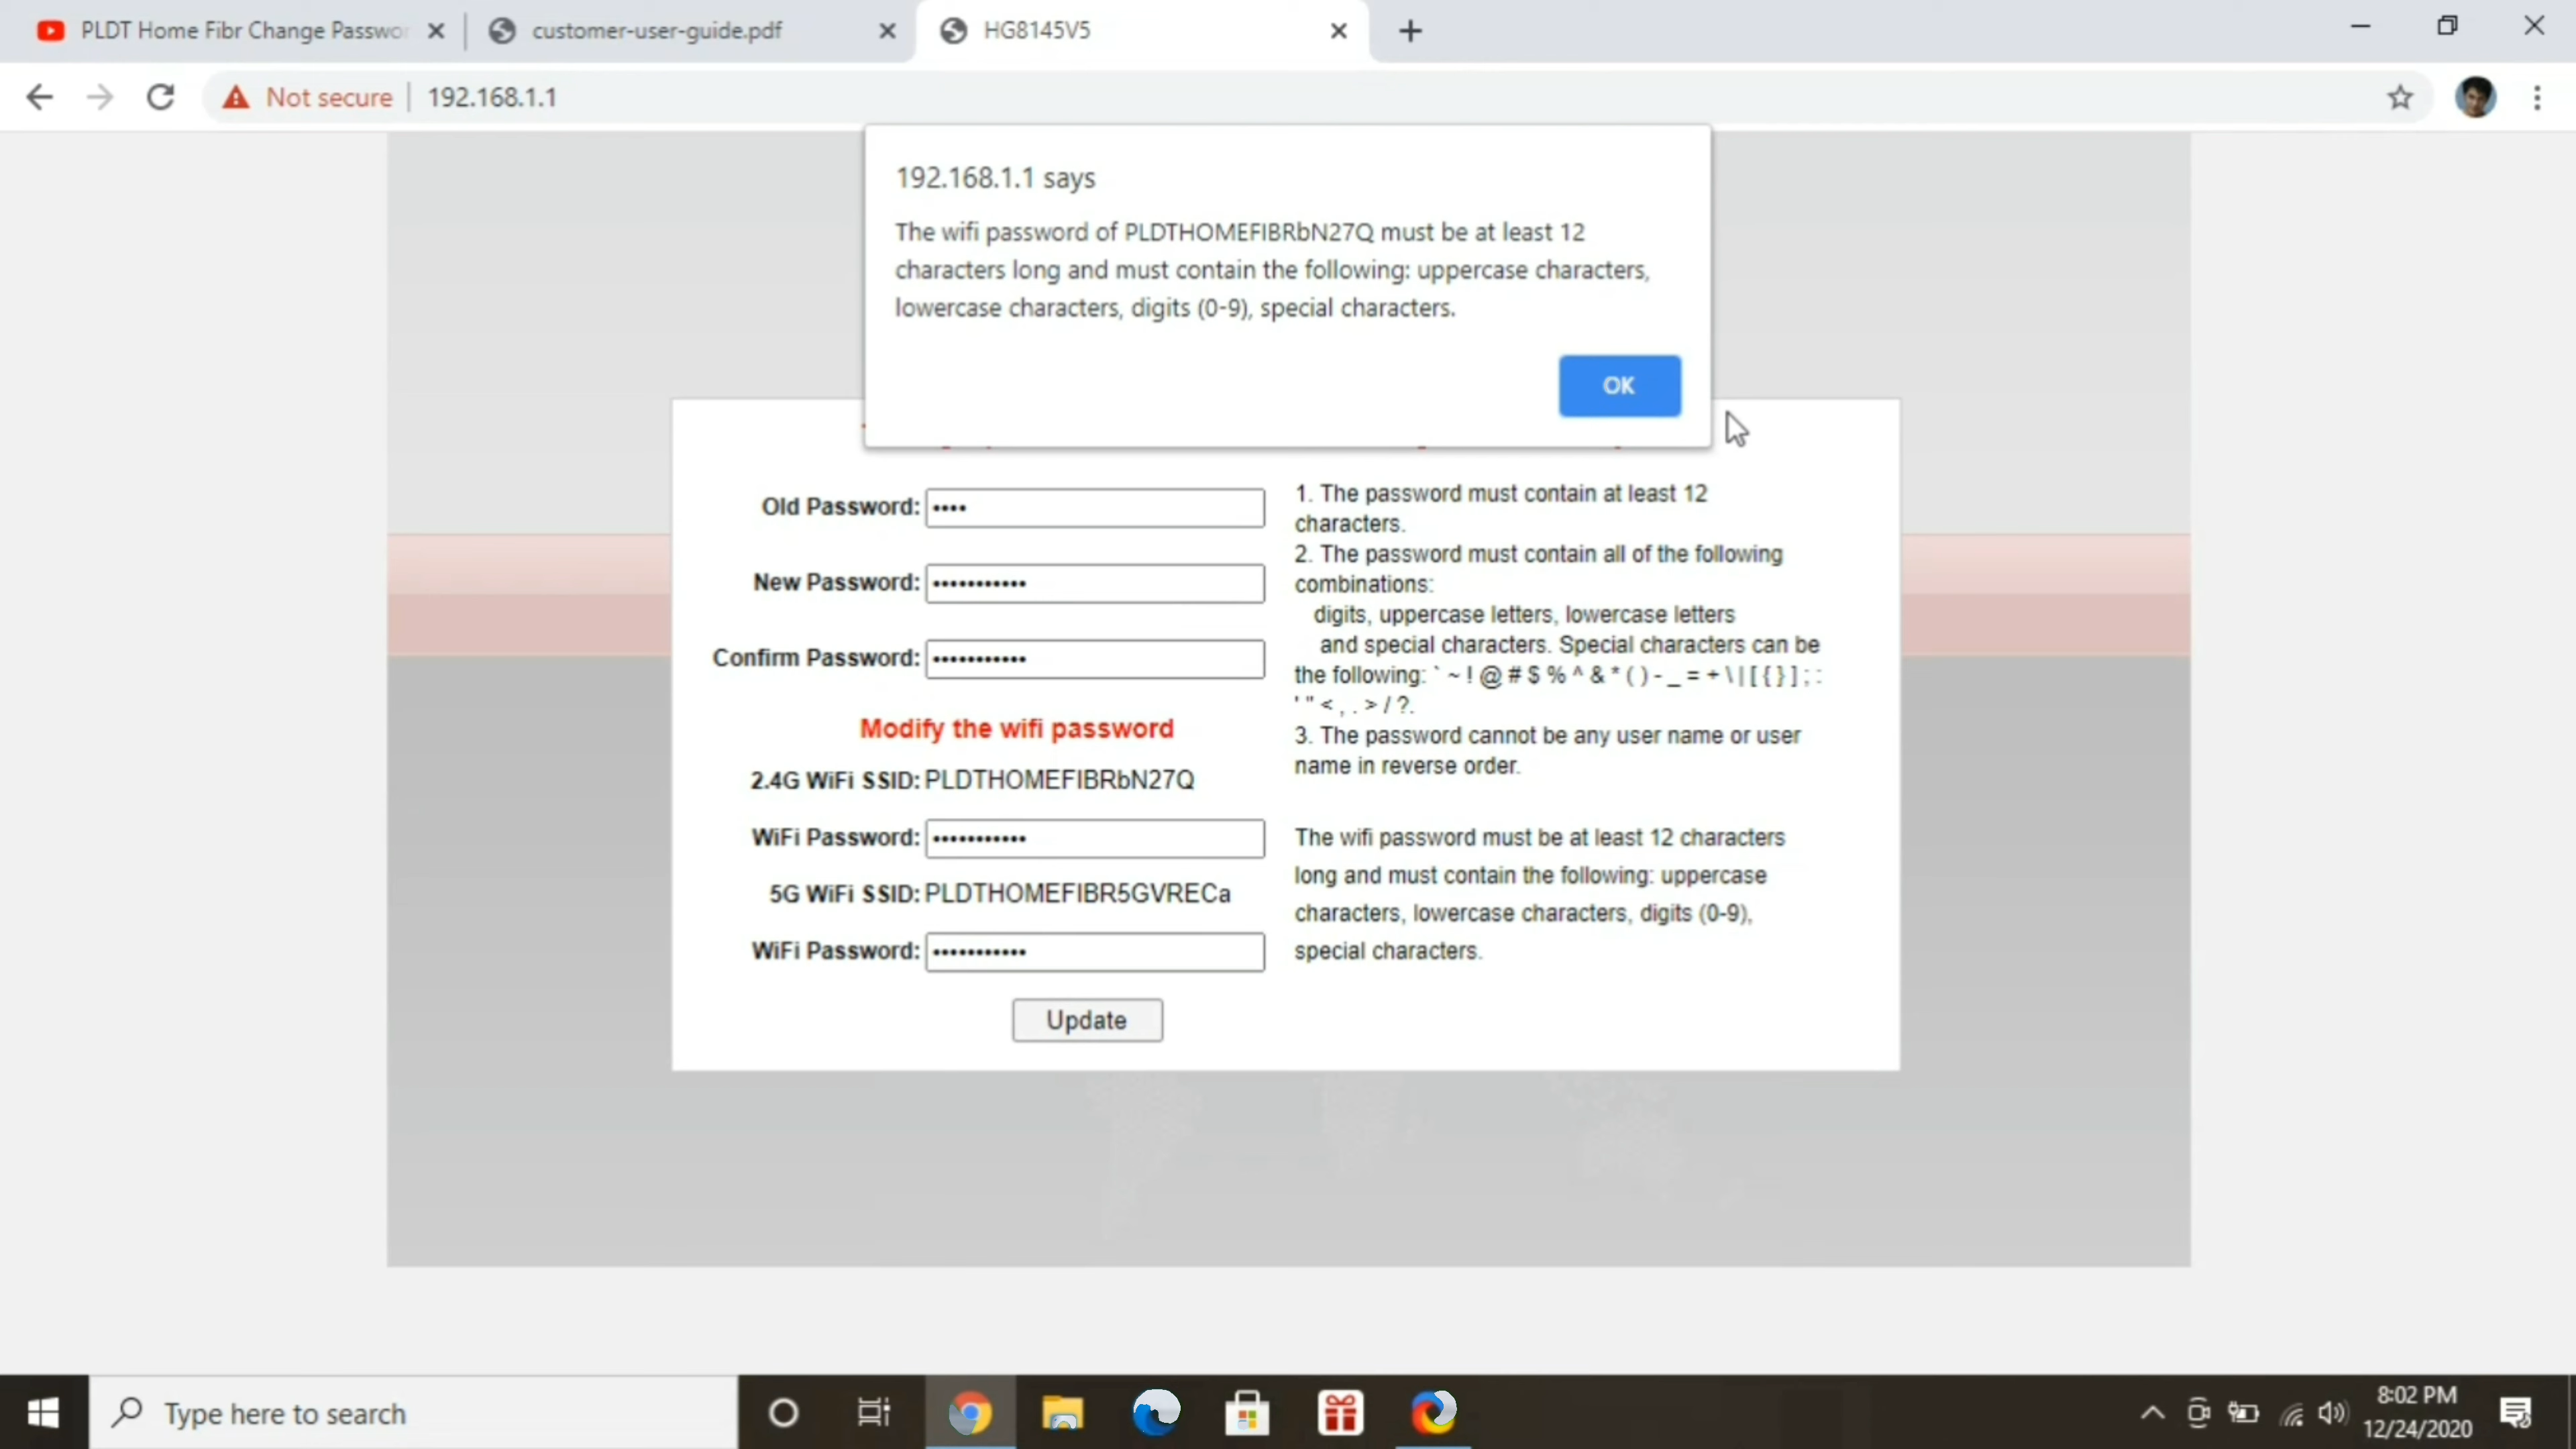 PLDT Home Fibr Change Passwor
customer-user-guide.pdf
HG8145V5
Not secure
192.168.1.1
192.168.1.1 says
The wifi password of PLDTHOMEFIBRbN27Q must be at least 12
characters long and must contain the following: uppercase characters,
lowercase characters, digits (0-9), special characters.
OK
Old Password: ••••
New Password: •••••••••••
Confirm Password: •••••••••••
Modify the wifi password
2.4G WiFi SSID: PLDTHOMEFIBRbN27Q
WiFi Password: •••••••••••
5G WiFi SSID: PLDTHOMEFIBR5GVRECa
WiFi Password: •••••••••••
Update
1. The password must contain at least 12
characters.
2. The password must contain all of the following
combinations:
digits, uppercase letters, lowercase letters
and special characters. Special characters can be
the following: ` ~ ! @ # $ % ^ & * ( ) - _ = + \ | [ { } ] ; :
' " < , . > / ?.
3. The password cannot be any user name or user
name in reverse order.
The wifi password must be at least 12 characters
long and must contain the following: uppercase
characters, lowercase characters, digits (0-9),
special characters.
Type here to search
8:02 PM
12/24/2020